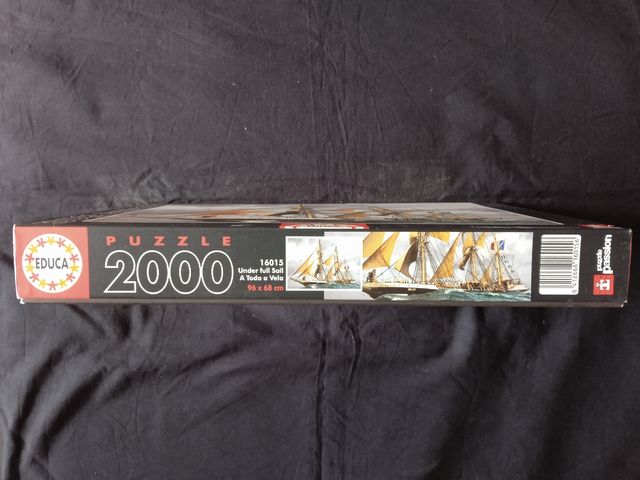 EDUCA
PUZZLE
2000
16015
Under full Sail
A Toda a Vela
96 x 68 cm
puzzle
passion